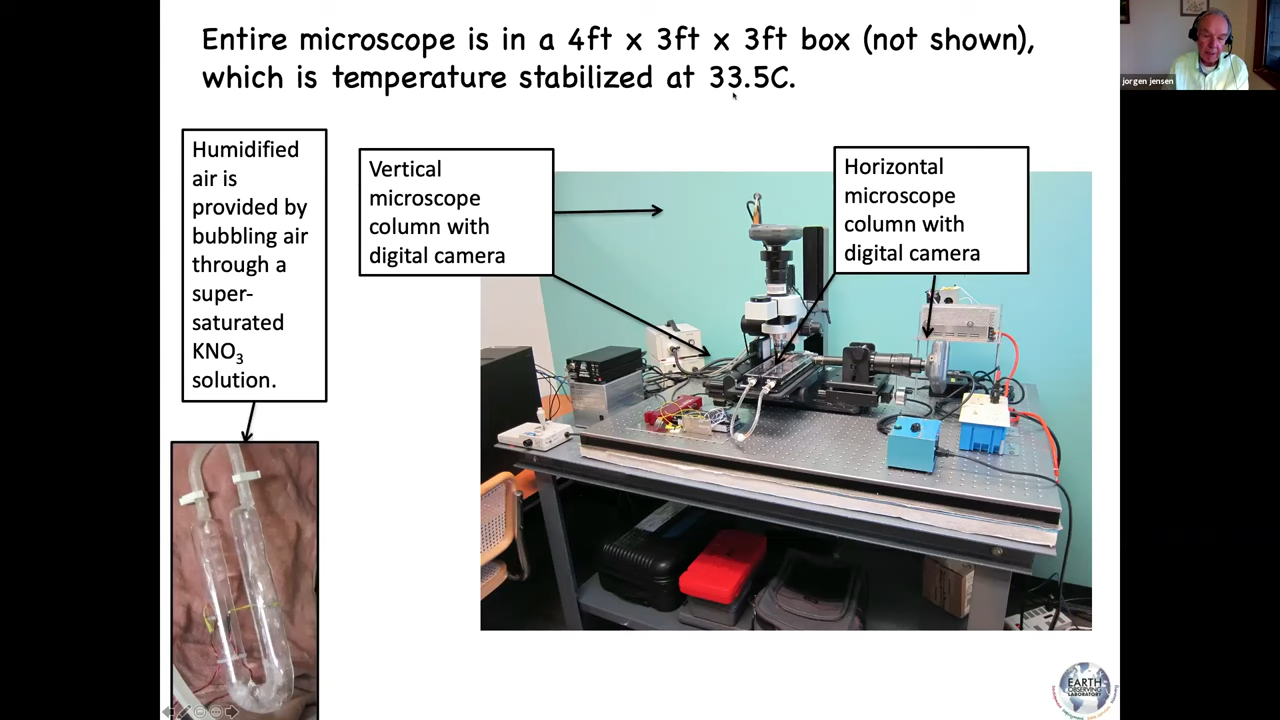 Entire microscope is in a 4ft x 3ft x 3ft box (not shown),
which is temperature stabilized at 33.5C.
jorgen jensen
Humidified
air is
provided by
bubbling air
through a
super-
saturated
KNO₃
solution.
Vertical
microscope
column with
digital camera
Horizontal
microscope
column with
digital camera
EARTH
OBSERVING
LABORATORY